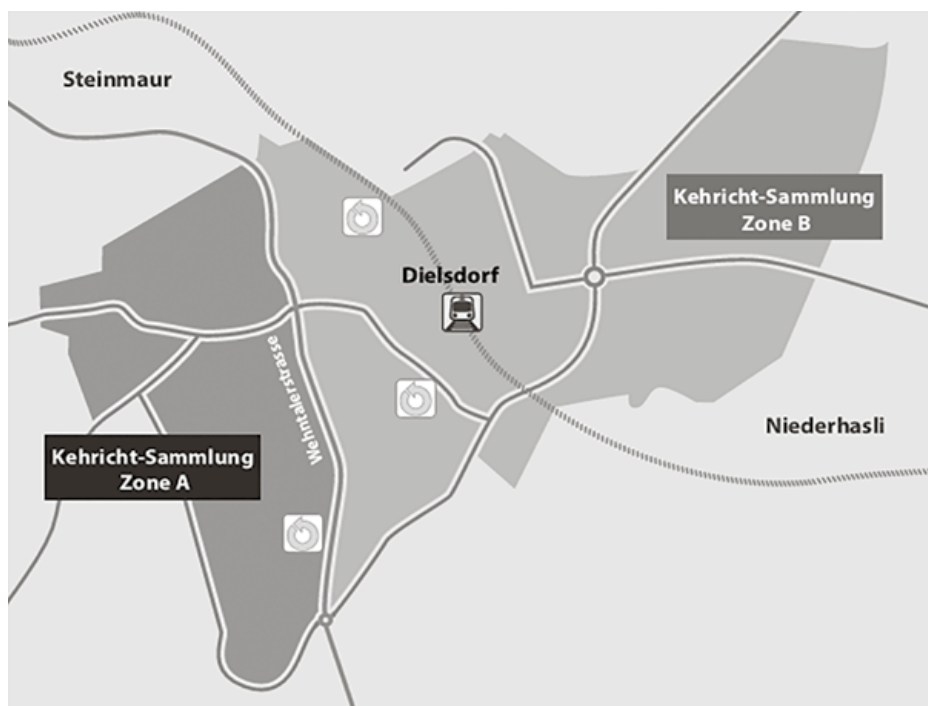 Steinmaur
Kehricht-Sammlung
Zone B
Dielsdorf
Wehntalerstrasse
Niederhasli
Kehricht-Sammlung
Zone A